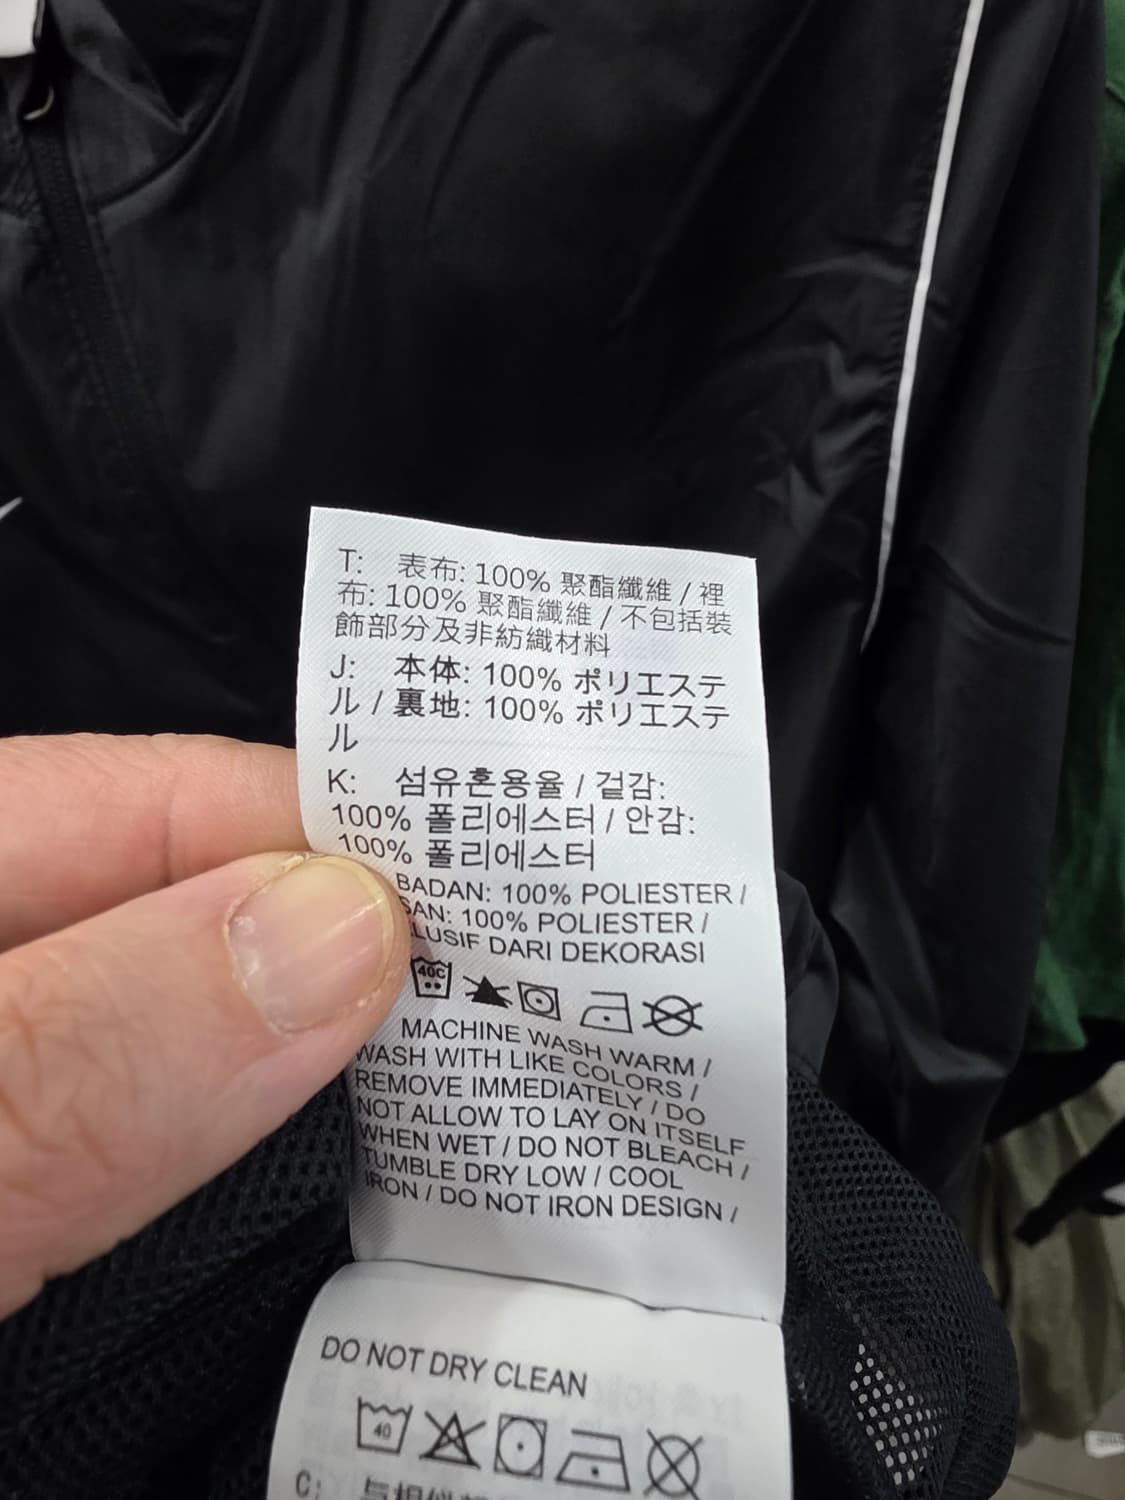 T: 表布: 100% 聚酯纖維 / 裡
布: 100% 聚酯纖維 / 不包括裝
飾部分及非紡織材料
J: 本体: 100% ポリエステ
ル / 裏地: 100% ポリエステ
ル
K: 섬유혼용율 / 겉감:
100% 폴리에스터 / 안감:
100% 폴리에스터
BADAN: 100% POLIESTER /
100% POLIESTER /
DARI DEKORASI
40C
MACHINE WASH WARM /
WASH WITH LIKE COLORS /
REMOVE IMMEDIATELY / DO
NOT ALLOW TO LAY ON ITSELF
WHEN WET / DO NOT BLEACH /
TUMBLE DRY LOW / COOL
IRON / DO NOT IRON DESIGN /
DO NOT DRY CLEAN
40
C: